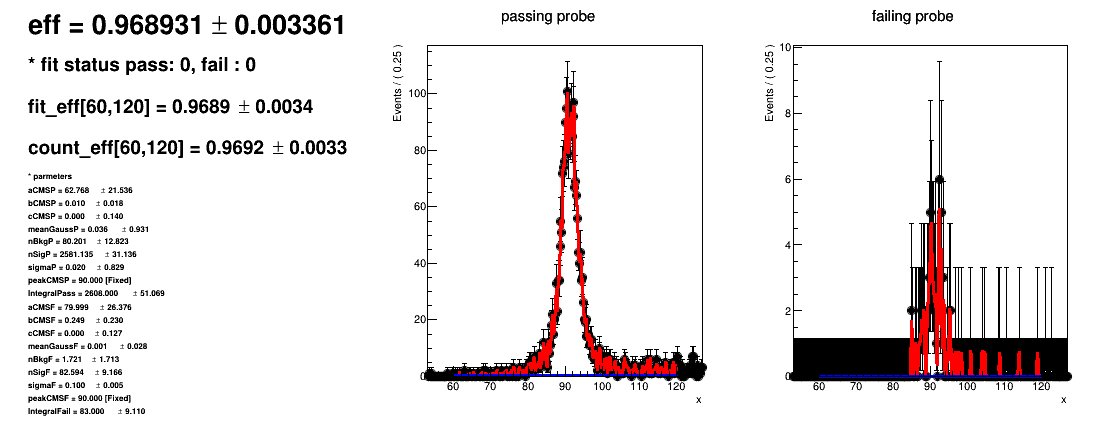 eff = 0.968931 ± 0.003361
* fit status pass: 0, fail : 0
fit_eff[60,120] = 0.9689 ± 0.0034
count_eff[60,120] = 0.9692 ± 0.0033
* parmeters
aCMSP = 62.768 ± 21.536
bCMSP = 0.010 ± 0.018
cCMSP = 0.000 ± 0.140
meanGaussP = 0.036 ± 0.931
nBkgP = 80.201 ± 12.823
nSigP = 2581.135 ± 31.136
sigmaP = 0.020 ± 0.829
peakCMSP = 90.000 [Fixed]
IntegralPass = 2608.000 ± 51.069
aCMSF = 79.999 ± 26.376
bCMSF = 0.249 ± 0.230
cCMSF = 0.000 ± 0.127
meanGaussF = 0.001 ± 0.028
nBkgF = 1.721 ± 1.713
nSigF = 82.594 ± 9.166
sigmaF = 0.100 ± 0.005
peakCMSF = 90.000 [Fixed]
IntegralFail = 83.000 ± 9.110
passing probe
Events / ( 0.25 )
100
80
60
40
20
0
60 70 80 90 100 110 120
x
failing probe
Events / ( 0.25 )
10
8
6
4
2
0
60 70 80 90 100 110 120
x